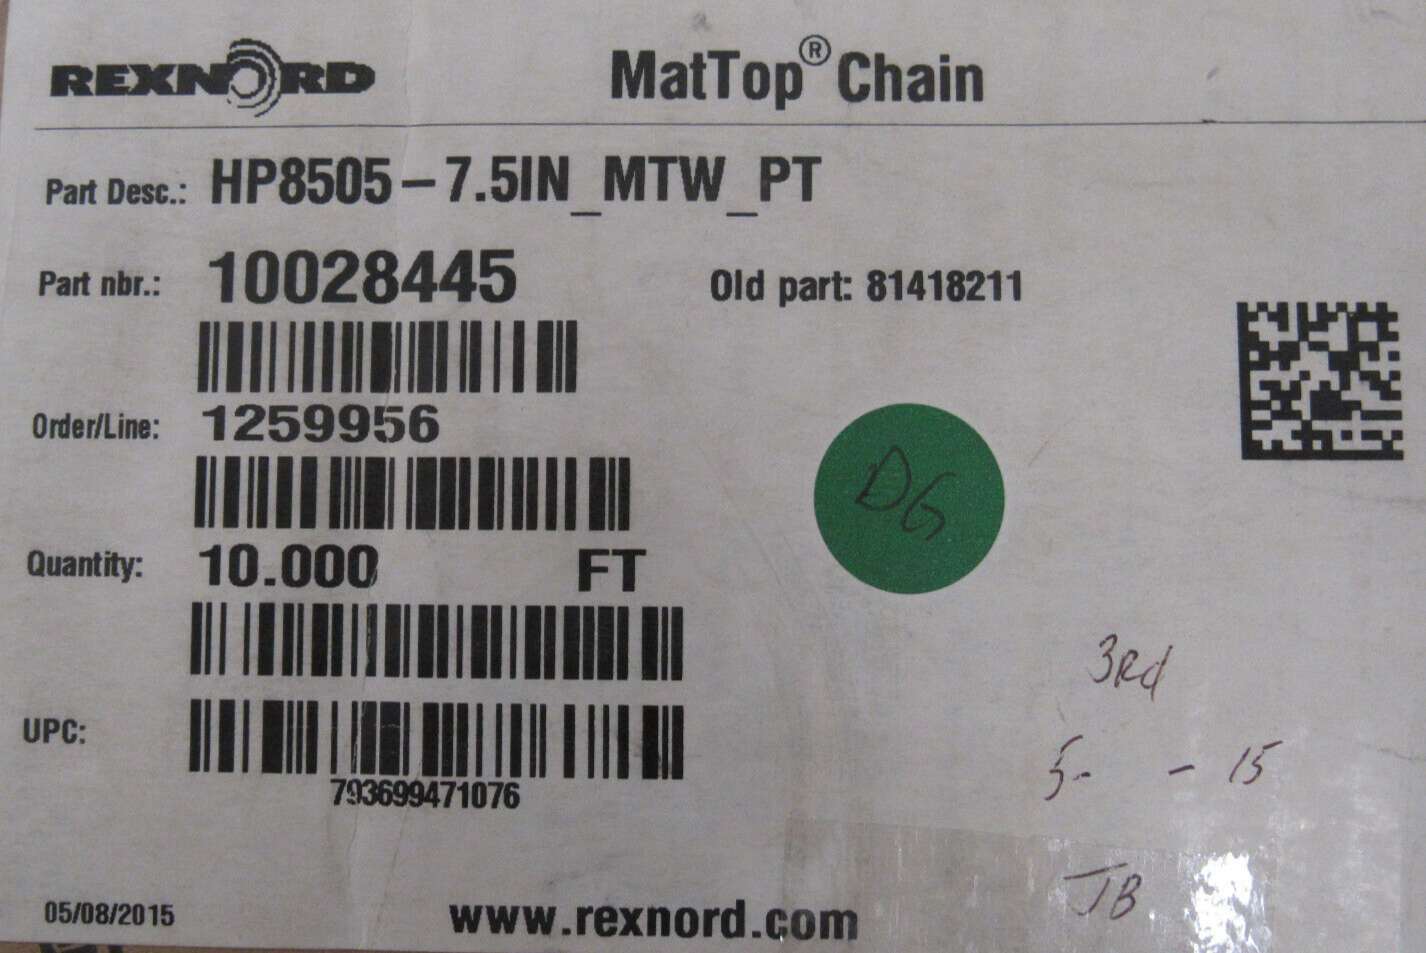 REXNORD MatTop® Chain
Part Desc.: HP8505-7.5IN_MTW_PT
Part nbr.: 10028445 Old part: 81418211
Order/Line: 1259956
DG
Quantity: 10.000 FT
3Rd
UPC:
5- - 15
793699471076
JB
05/08/2015 www.rexnord.com